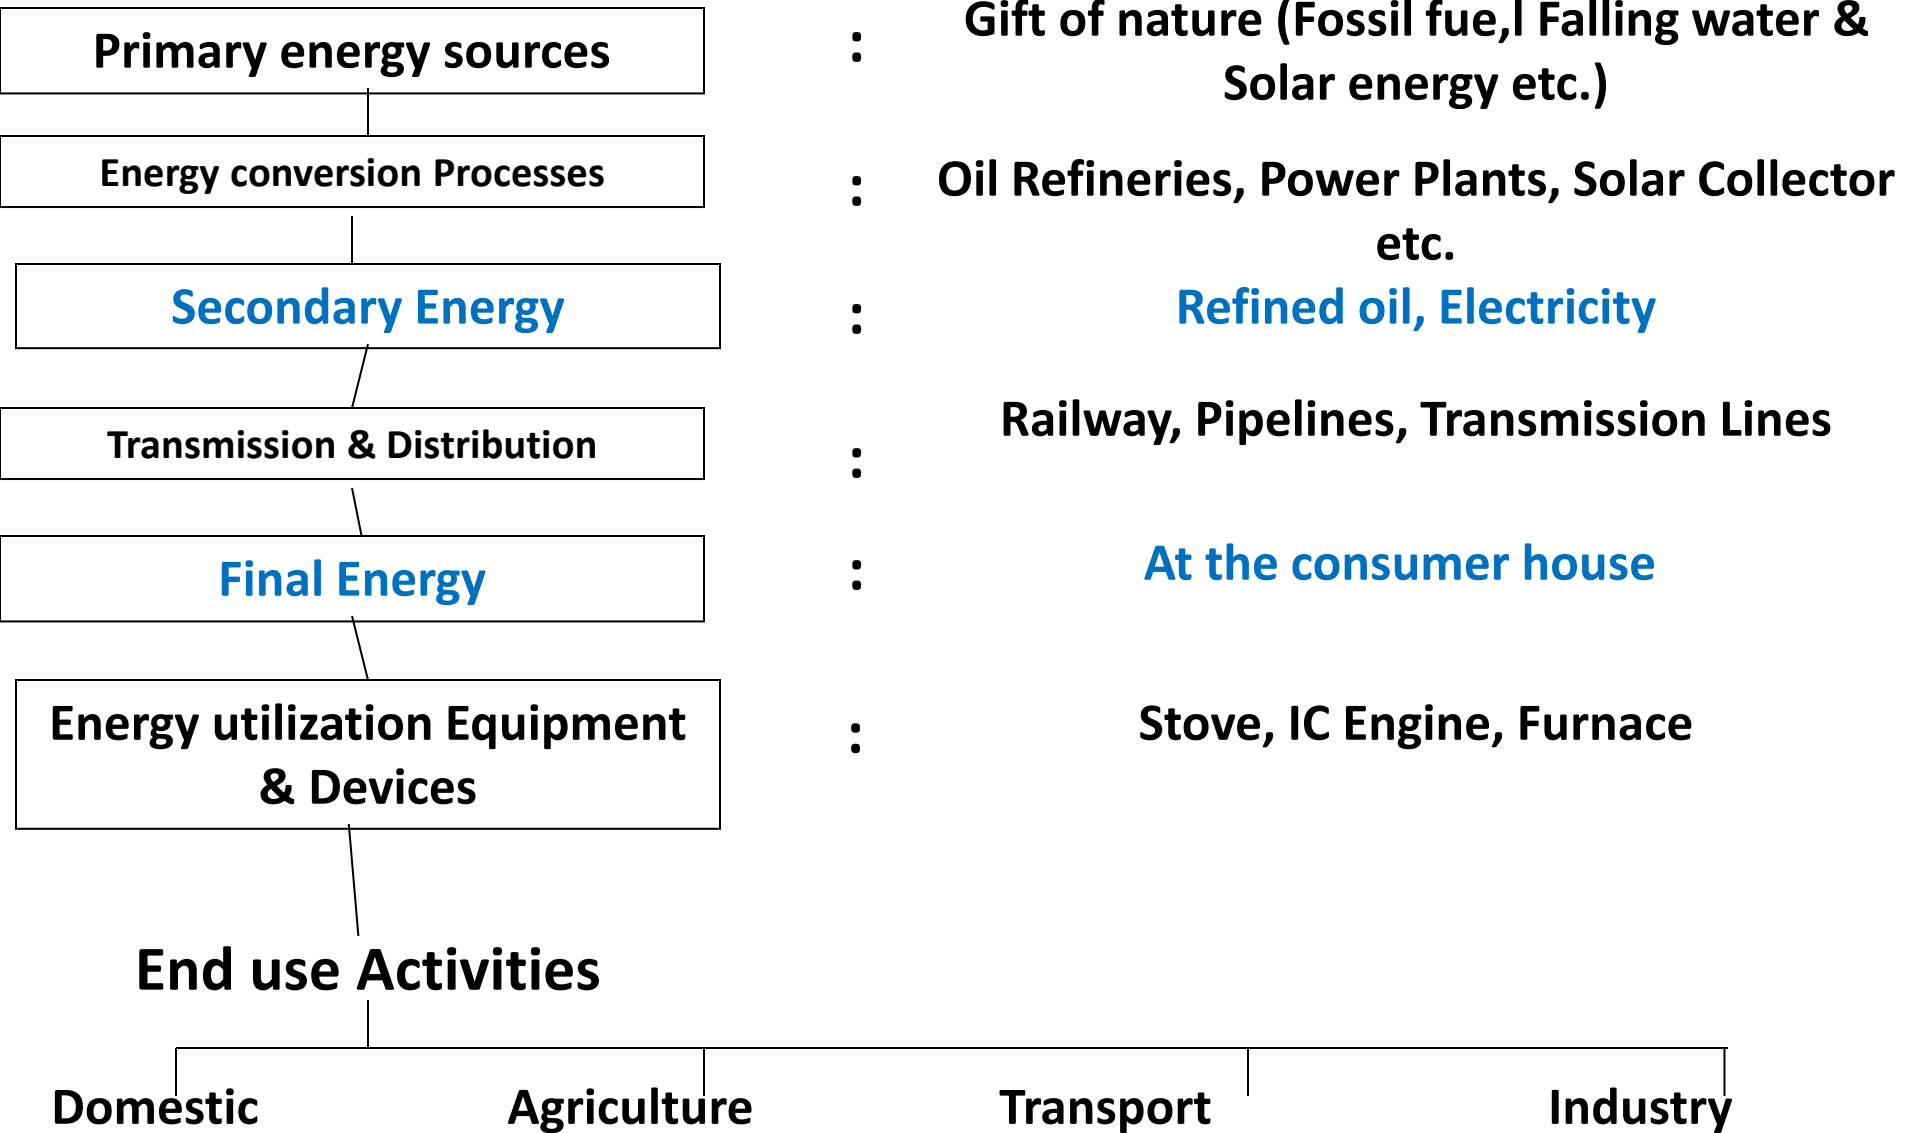 Primary energy sources : Gift of nature (Fossil fue,l Falling water &
Solar energy etc.)
Energy conversion Processes : Oil Refineries, Power Plants, Solar Collector
etc.
Secondary Energy : Refined oil, Electricity
Transmission & Distribution : Railway, Pipelines, Transmission Lines
Final Energy : At the consumer house
Energy utilization Equipment : Stove, IC Engine, Furnace
& Devices
End use Activities
Domestic Agriculture Transport Industry